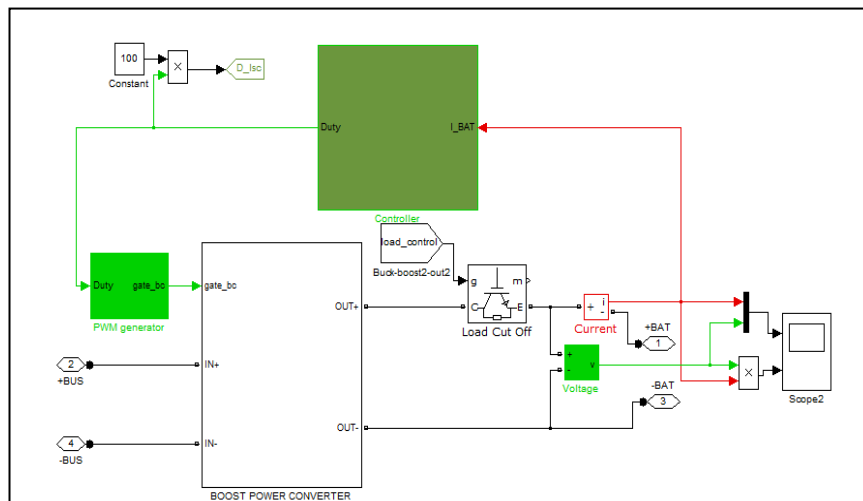 100
×
Constant
D_Isc
Duty
I_BAT
Controller
load_control
Buck-boost2-out2
Duty
gate_bc
PWM generator
gate_bc
OUT+
g
m
C
E
Load Cut Off
+
i
-
Current
+BAT
1
2
+BUS
IN+
+
-
v
Voltage
×
Scope2
-BAT
3
4
-BUS
IN-
OUT-
BOOST POWER CONVERTER